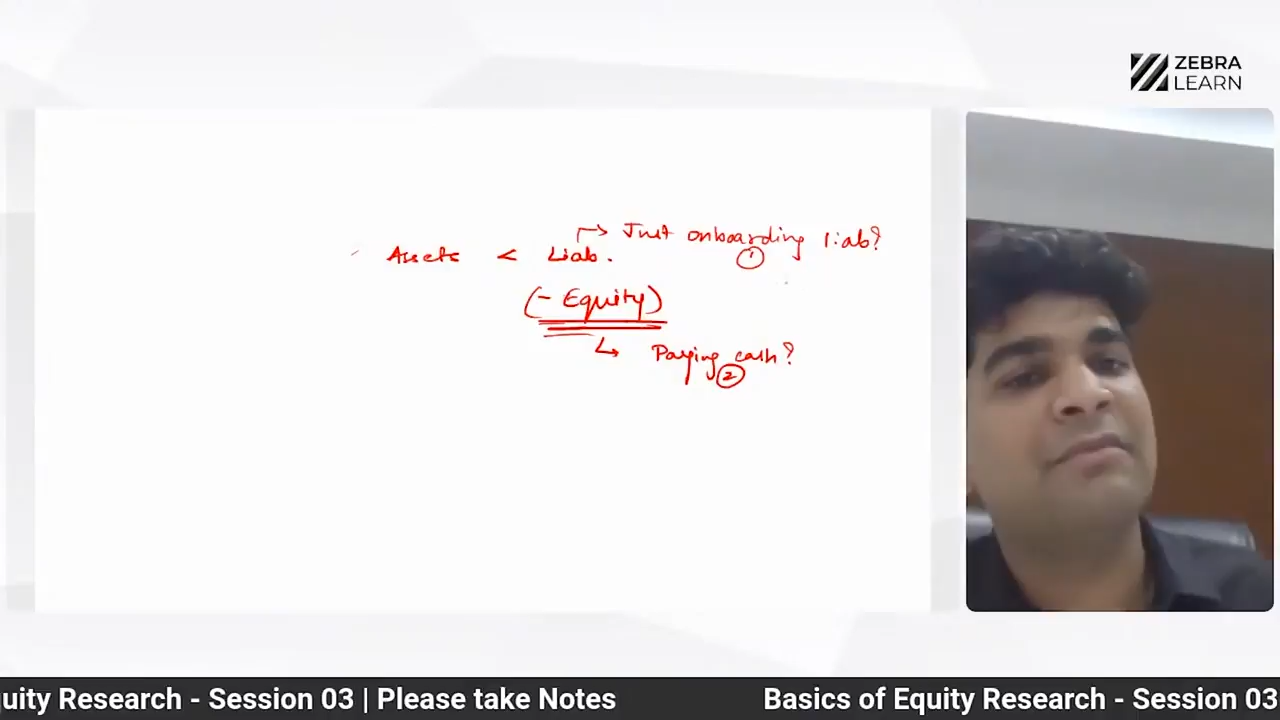 ZEBRA
LEARN
↳ Just onboarding liab?
Assets < Liab. ①
(- Equity)
↳ Paying cash?
②
quity Research - Session 03 | Please take Notes
Basics of Equity Research - Session 03